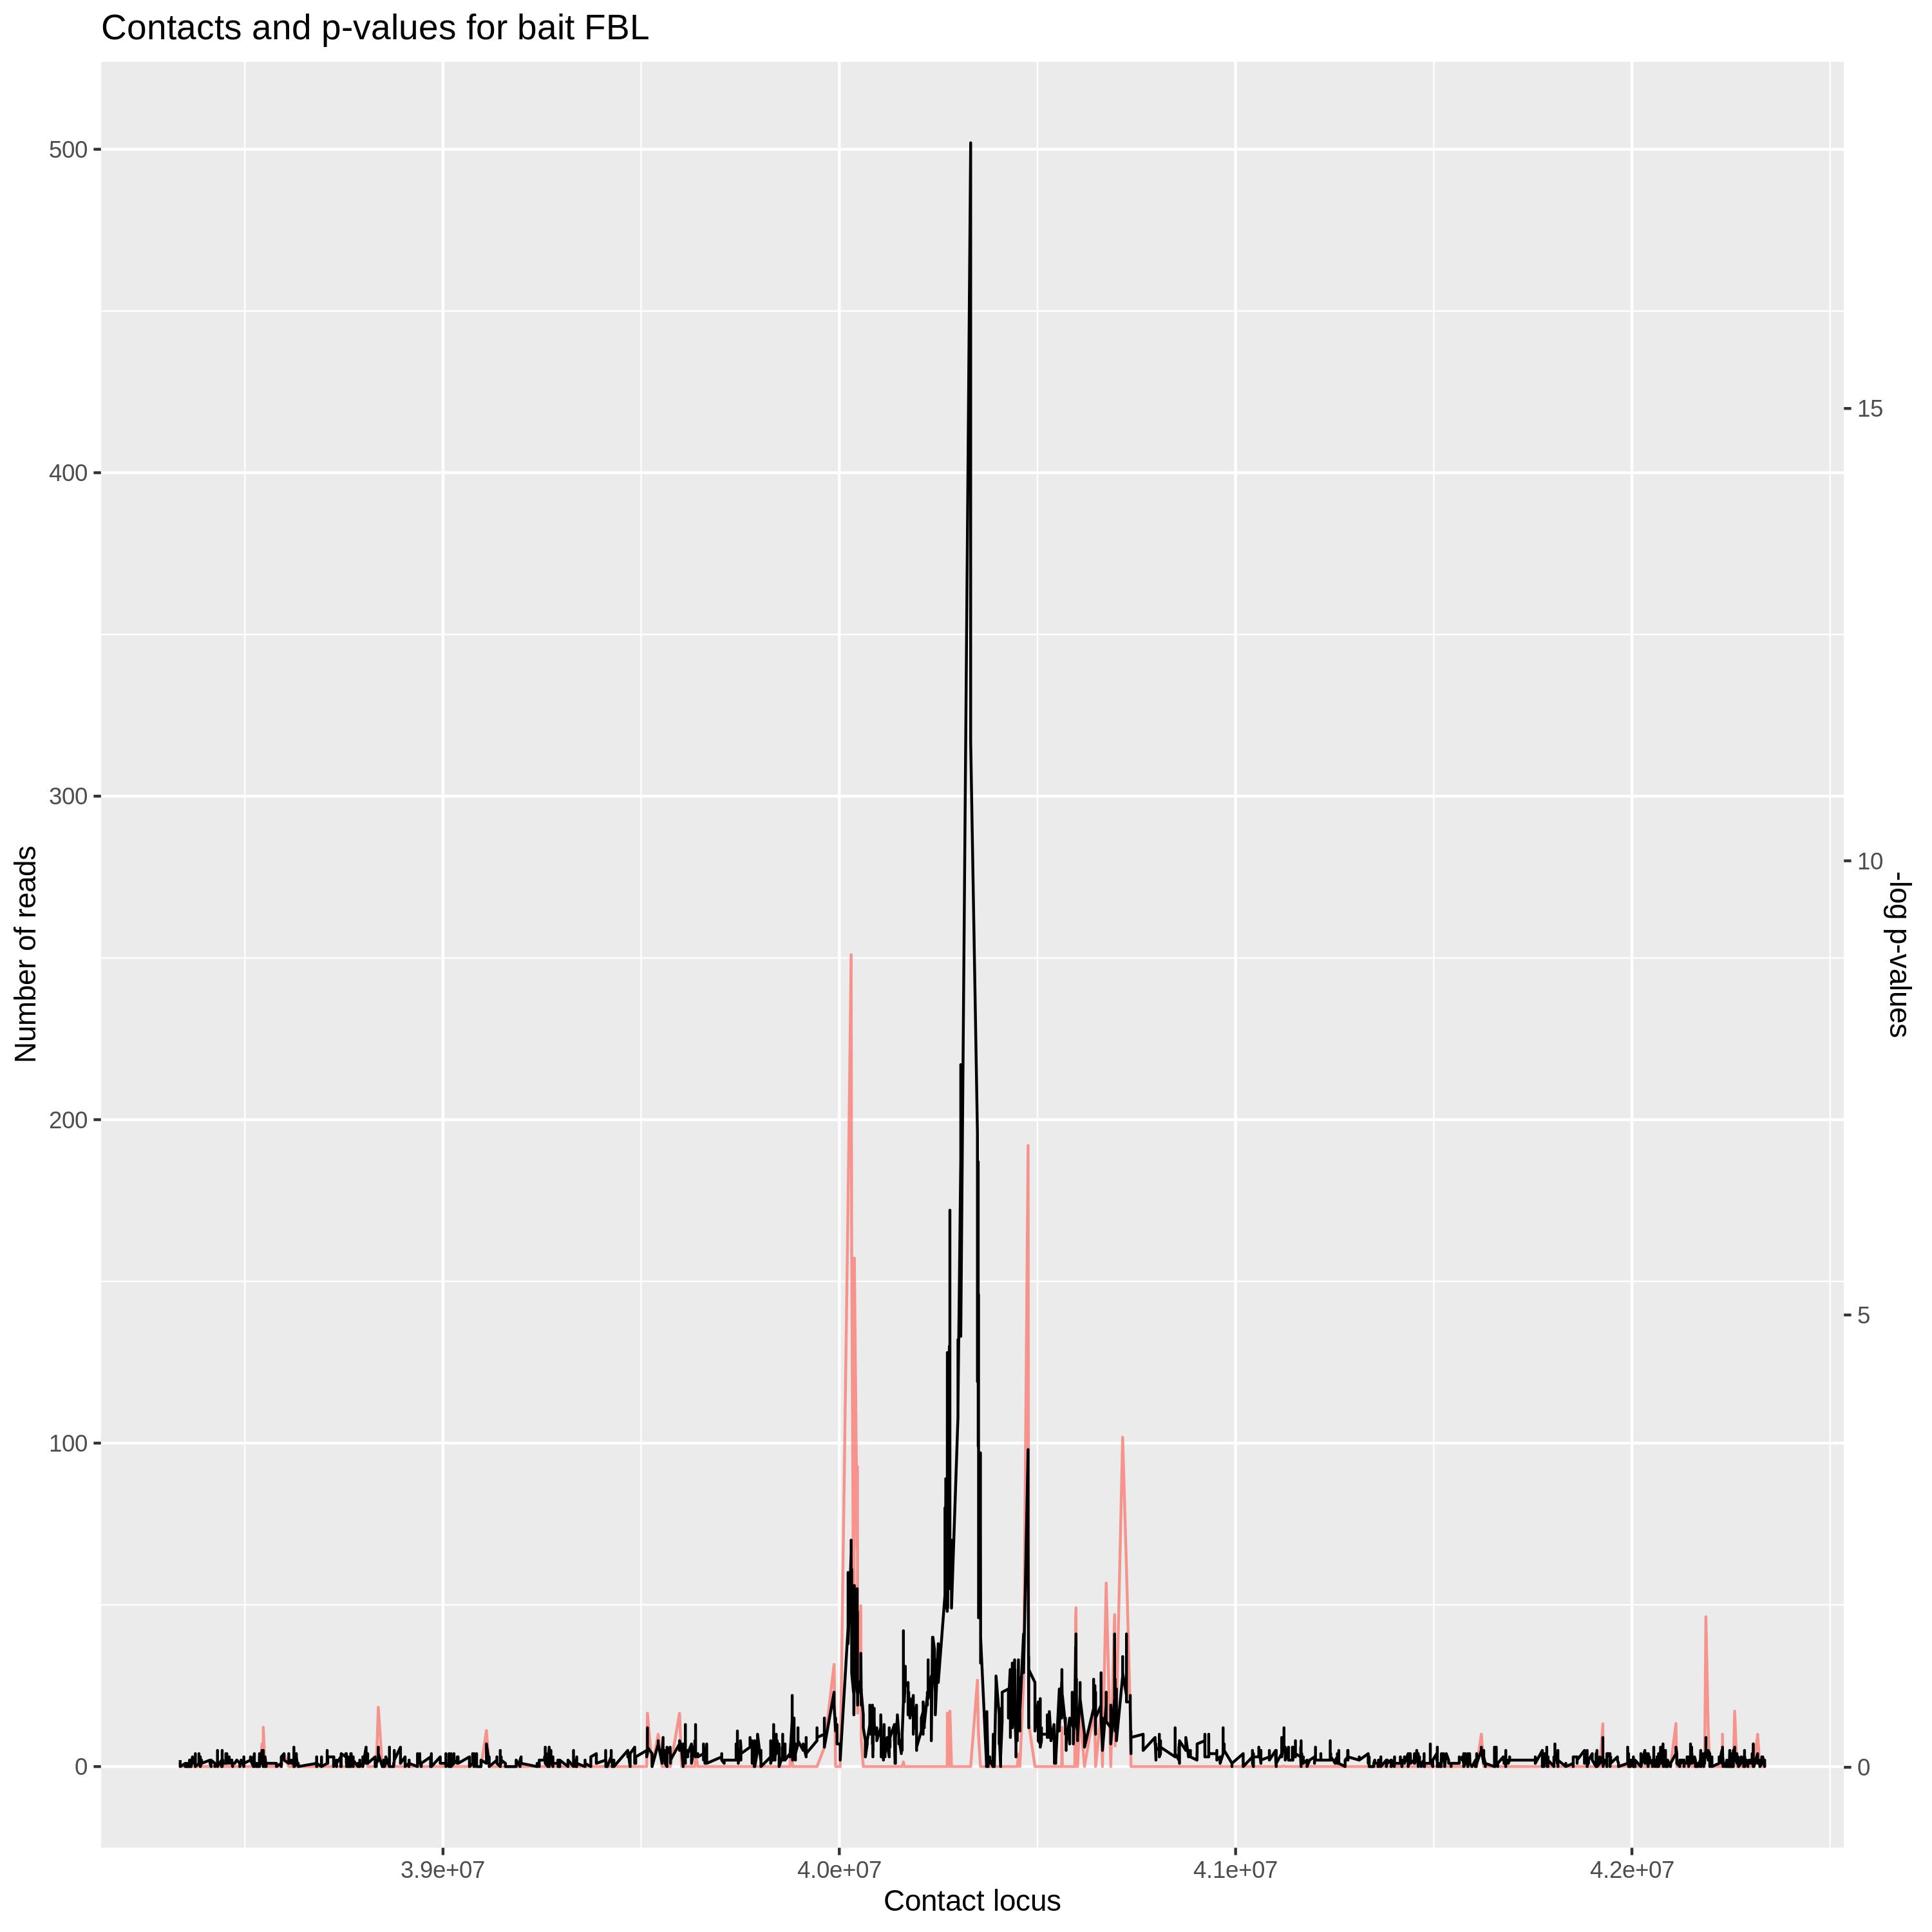 Contacts and p-values for bait FBL
500
400
300
200
100
0
Number of reads
15
10
5
0
-log p-values
3.9e+07
4.0e+07
4.1e+07
4.2e+07
Contact locus